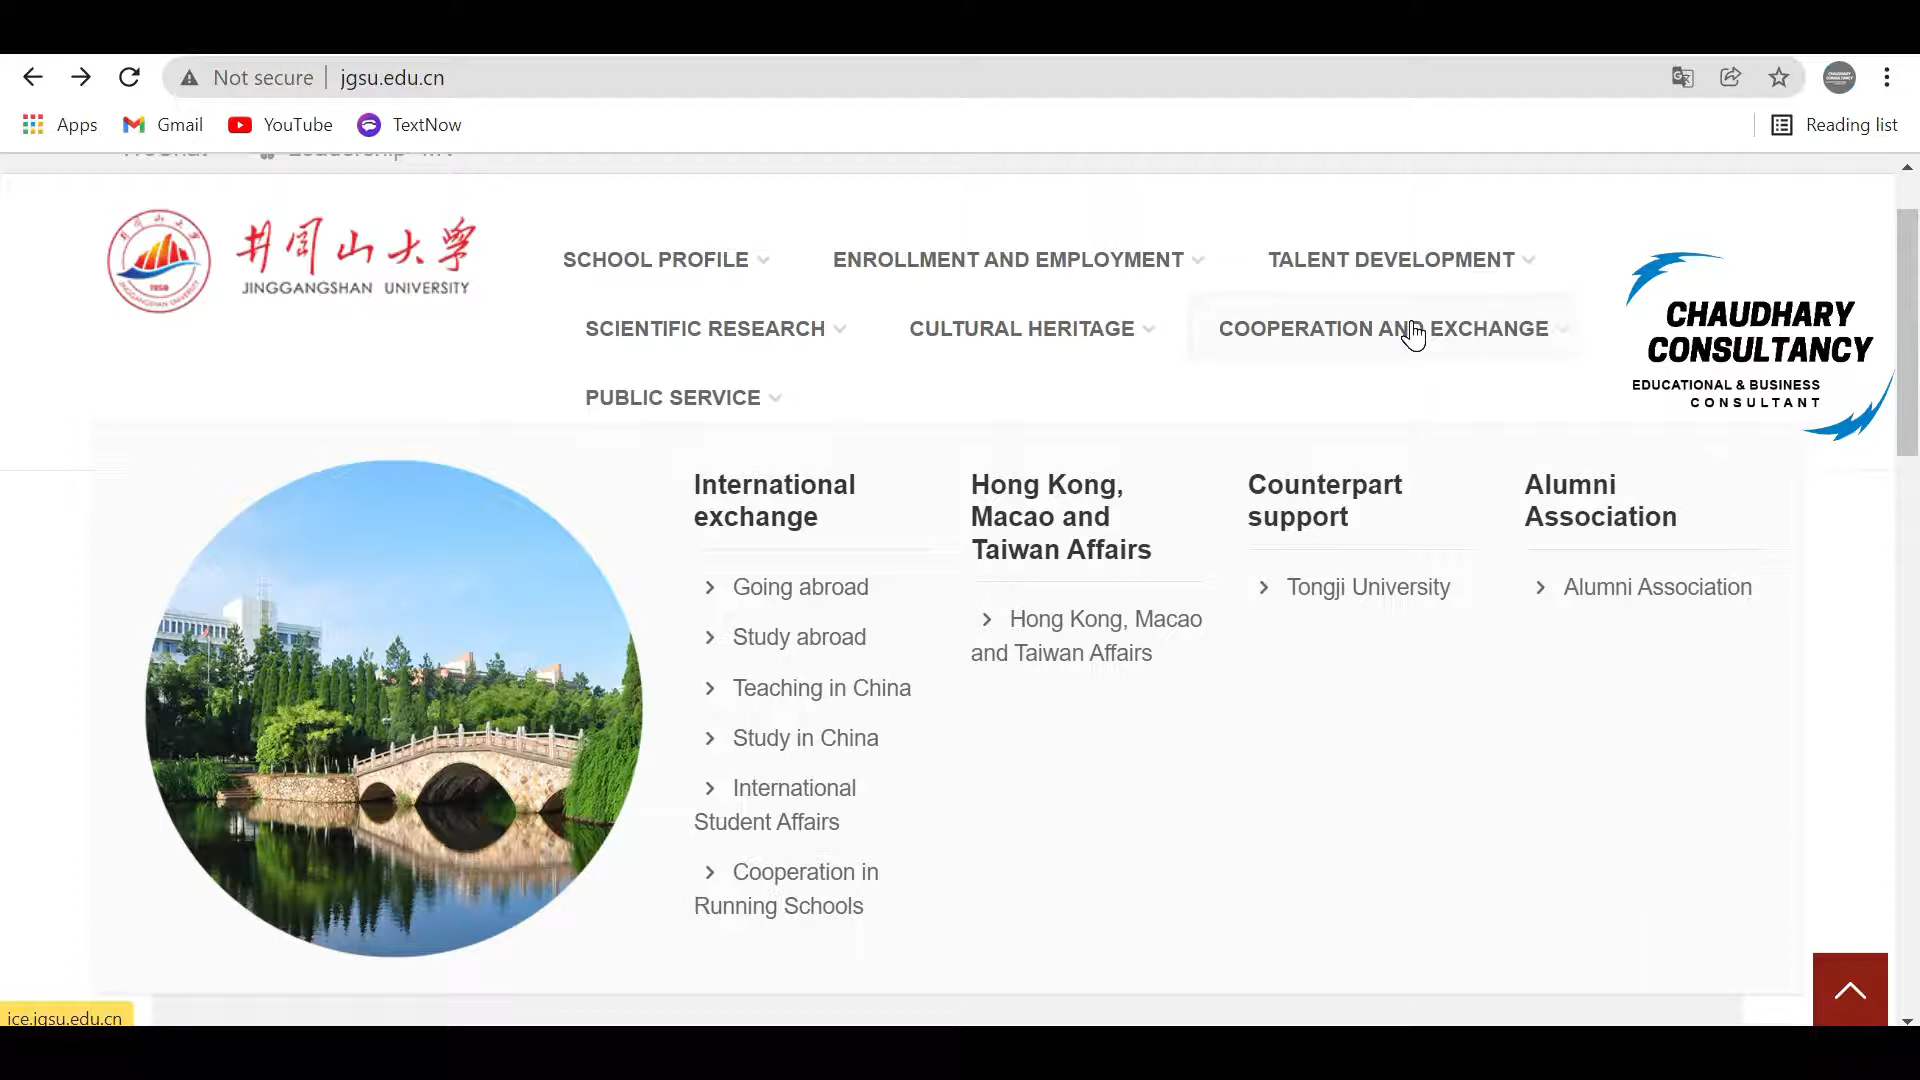 Not secure
jgsu.edu.cn
Apps
Gmail
YouTube
TextNow
Reading list
井冈山大学
JINGGANGSHAN UNIVERSITY
1958
SCHOOL PROFILE
ENROLLMENT AND EMPLOYMENT
TALENT DEVELOPMENT
SCIENTIFIC RESEARCH
CULTURAL HERITAGE
COOPERATION AND EXCHANGE
PUBLIC SERVICE
CHAUDHARY
CONSULTANCY
EDUCATIONAL & BUSINESS
CONSULTANT
International
exchange
Going abroad
Study abroad
Teaching in China
Study in China
International
Student Affairs
Cooperation in
Running Schools
Hong Kong,
Macao and
Taiwan Affairs
Hong Kong, Macao
and Taiwan Affairs
Counterpart
support
Tongji University
Alumni
Association
Alumni Association
ice.jgsu.edu.cn